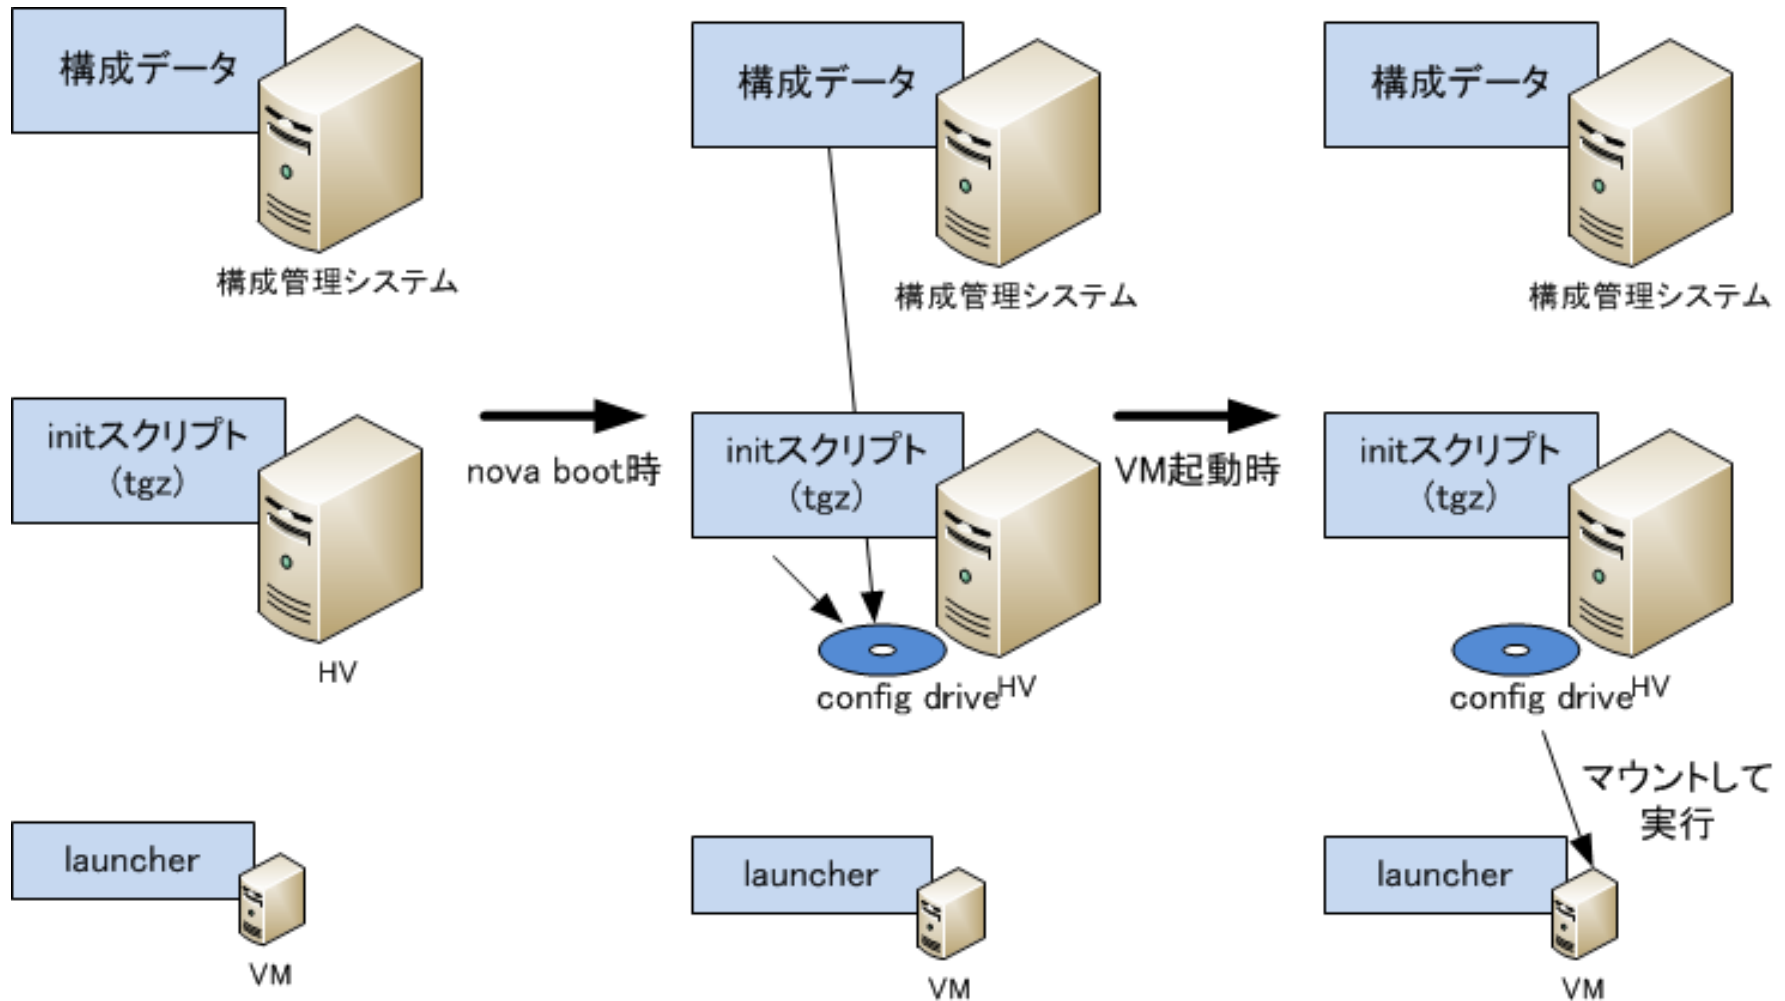 構成データ
構成管理システム
initスクリプト
(tgz)
HV
launcher
VM
nova boot時
構成データ
構成管理システム
initスクリプト
(tgz)
config drive
HV
launcher
VM
VM起動時
構成データ
構成管理システム
initスクリプト
(tgz)
config drive
HV
マウントして
実行
launcher
VM